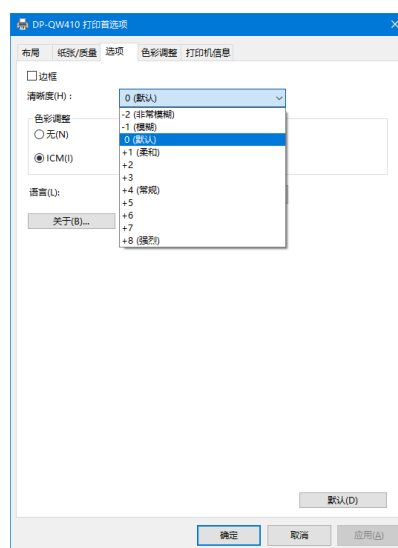 DP-QW410 打印首选项
布局 纸张/质量 选项 色彩调整 打印机信息
边框
清晰度(H)： 0 (默认)
-2 (非常模糊)
-1 (模糊)
0 (默认)
+1 (柔和)
+2
+3
+4 (常规)
+5
+6
+7
+8 (强烈)
色彩调整
无(N)
ICM(I)
语言(L):
关于(B)...
默认(D)
确定 取消 应用(A)